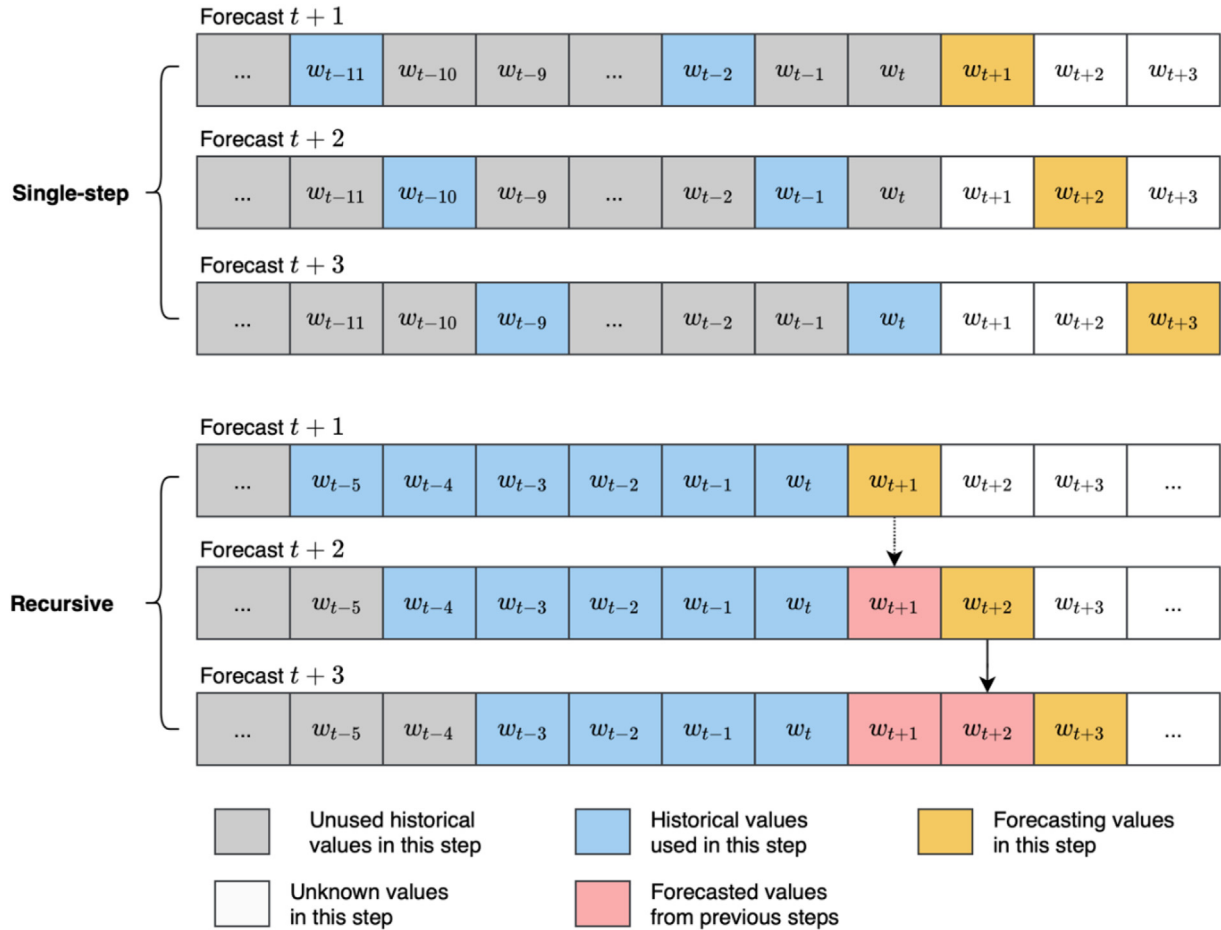 Forecast t + 1
... w_{t−11} w_{t−10} w_{t−9} ... w_{t−2} w_{t−1} w_t w_{t+1} w_{t+2} w_{t+3}
Forecast t + 2
Single-step
... w_{t−11} w_{t−10} w_{t−9} ... w_{t−2} w_{t−1} w_t w_{t+1} w_{t+2} w_{t+3}
Forecast t + 3
... w_{t−11} w_{t−10} w_{t−9} ... w_{t−2} w_{t−1} w_t w_{t+1} w_{t+2} w_{t+3}
Forecast t + 1
... w_{t−5} w_{t−4} w_{t−3} w_{t−2} w_{t−1} w_t w_{t+1} w_{t+2} w_{t+3} ...
Forecast t + 2
Recursive
... w_{t−5} w_{t−4} w_{t−3} w_{t−2} w_{t−1} w_t w_{t+1} w_{t+2} w_{t+3} ...
Forecast t + 3
... w_{t−5} w_{t−4} w_{t−3} w_{t−2} w_{t−1} w_t w_{t+1} w_{t+2} w_{t+3} ...
Unused historical
values in this step
Historical values
used in this step
Forecasting values
in this step
Unknown values
in this step
Forecasted values
from previous steps